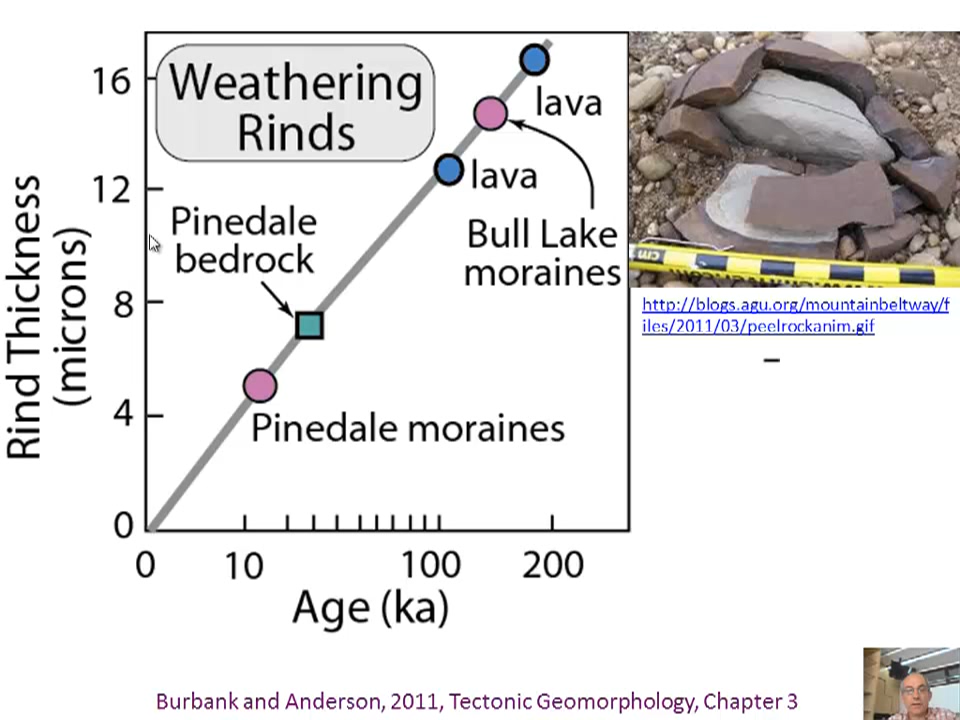 Weathering
Rinds
16
12
8
4
0
Rind Thickness
(microns)
lava
lava
Pinedale
bedrock
Bull Lake
moraines
Pinedale moraines
0
10
100
200
Age (ka)
cm
http://blogs.agu.org/mountainbeltway/f
iles/2011/03/peelrockanim.gif
–
Burbank and Anderson, 2011, Tectonic Geomorphology, Chapter 3